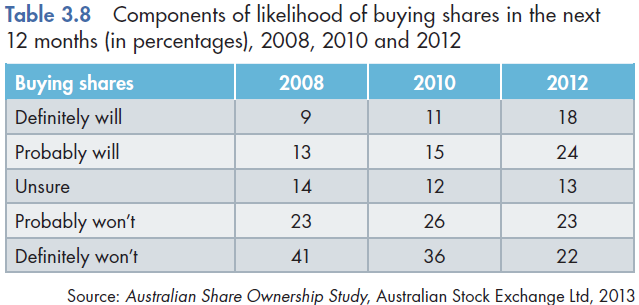 Table 3.8 Components of likelihood of buying shares in the next
12 months (in percentages), 2008, 2010 and 2012
Buying shares 2008 2010 2012
Definitely will 9 11 18
Probably will 13 15 24
Unsure 14 12 13
Probably won't 23 26 23
Definitely won't 41 36 22
Source: Australian Share Ownership Study, Australian Stock Exchange Ltd, 2013